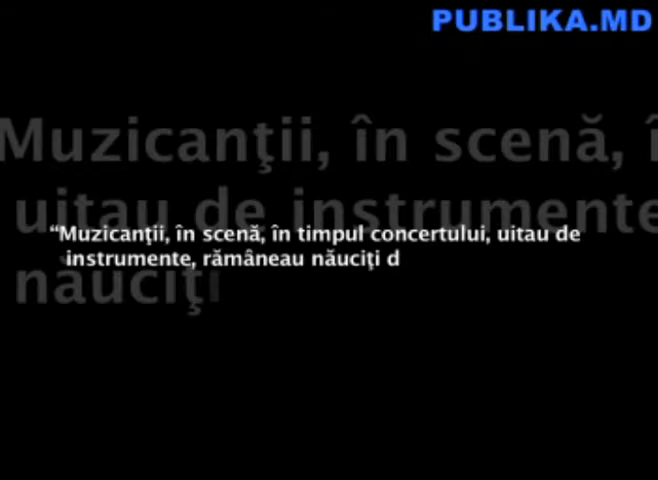 PUBLIKA.MD
Muzicanţii, în scenă, î
uitau de instrumente
“Muzicanţii, în scenă, în timpul concertului, uitau de
instrumente, rămâneau năuciţi d
năuciţi